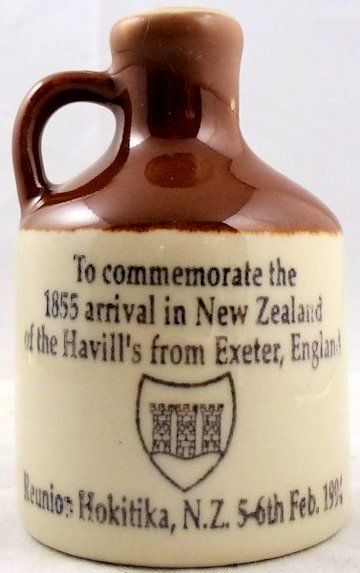 To commemorate the
1855 arrival in New Zealand
of the Havill's from Exeter, England
Reunion Hokitika, N.Z. 5-6th Feb.